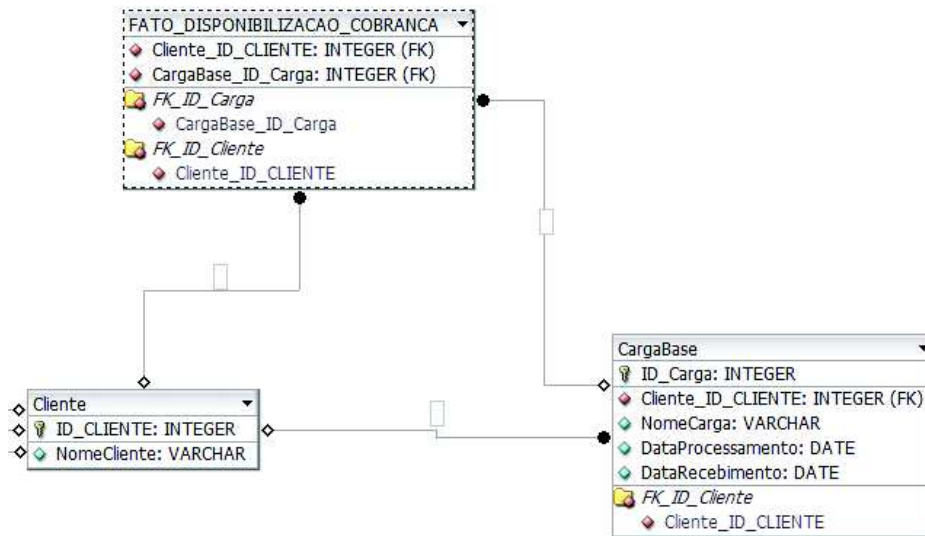 FATO_DISPONIBILIZACAO_COBRANCA
Cliente_ID_CLIENTE: INTEGER (FK)
CargaBase_ID_Carga: INTEGER (FK)
FK_ID_Carga
CargaBase_ID_Carga
FK_ID_Cliente
Cliente_ID_CLIENTE
Cliente
ID_CLIENTE: INTEGER
NomeCliente: VARCHAR
CargaBase
ID_Carga: INTEGER
Cliente_ID_CLIENTE: INTEGER (FK)
NomeCarga: VARCHAR
DataProcessamento: DATE
DataRecebimento: DATE
FK_ID_Cliente
Cliente_ID_CLIENTE